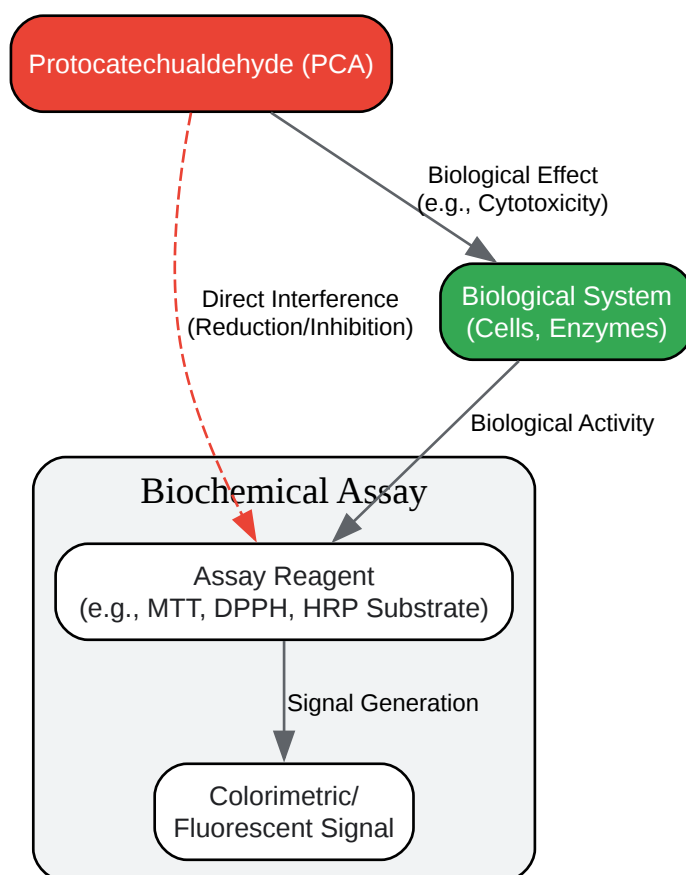 Protocatechualdehyde (PCA)
Biological Effect
(e.g., Cytotoxicity)
Biological System
(Cells, Enzymes)
Direct Interference
(Reduction/Inhibition)
Biological Activity
Biochemical Assay
Assay Reagent
(e.g., MTT, DPPH, HRP Substrate)
Signal Generation
Colorimetric/
Fluorescent Signal